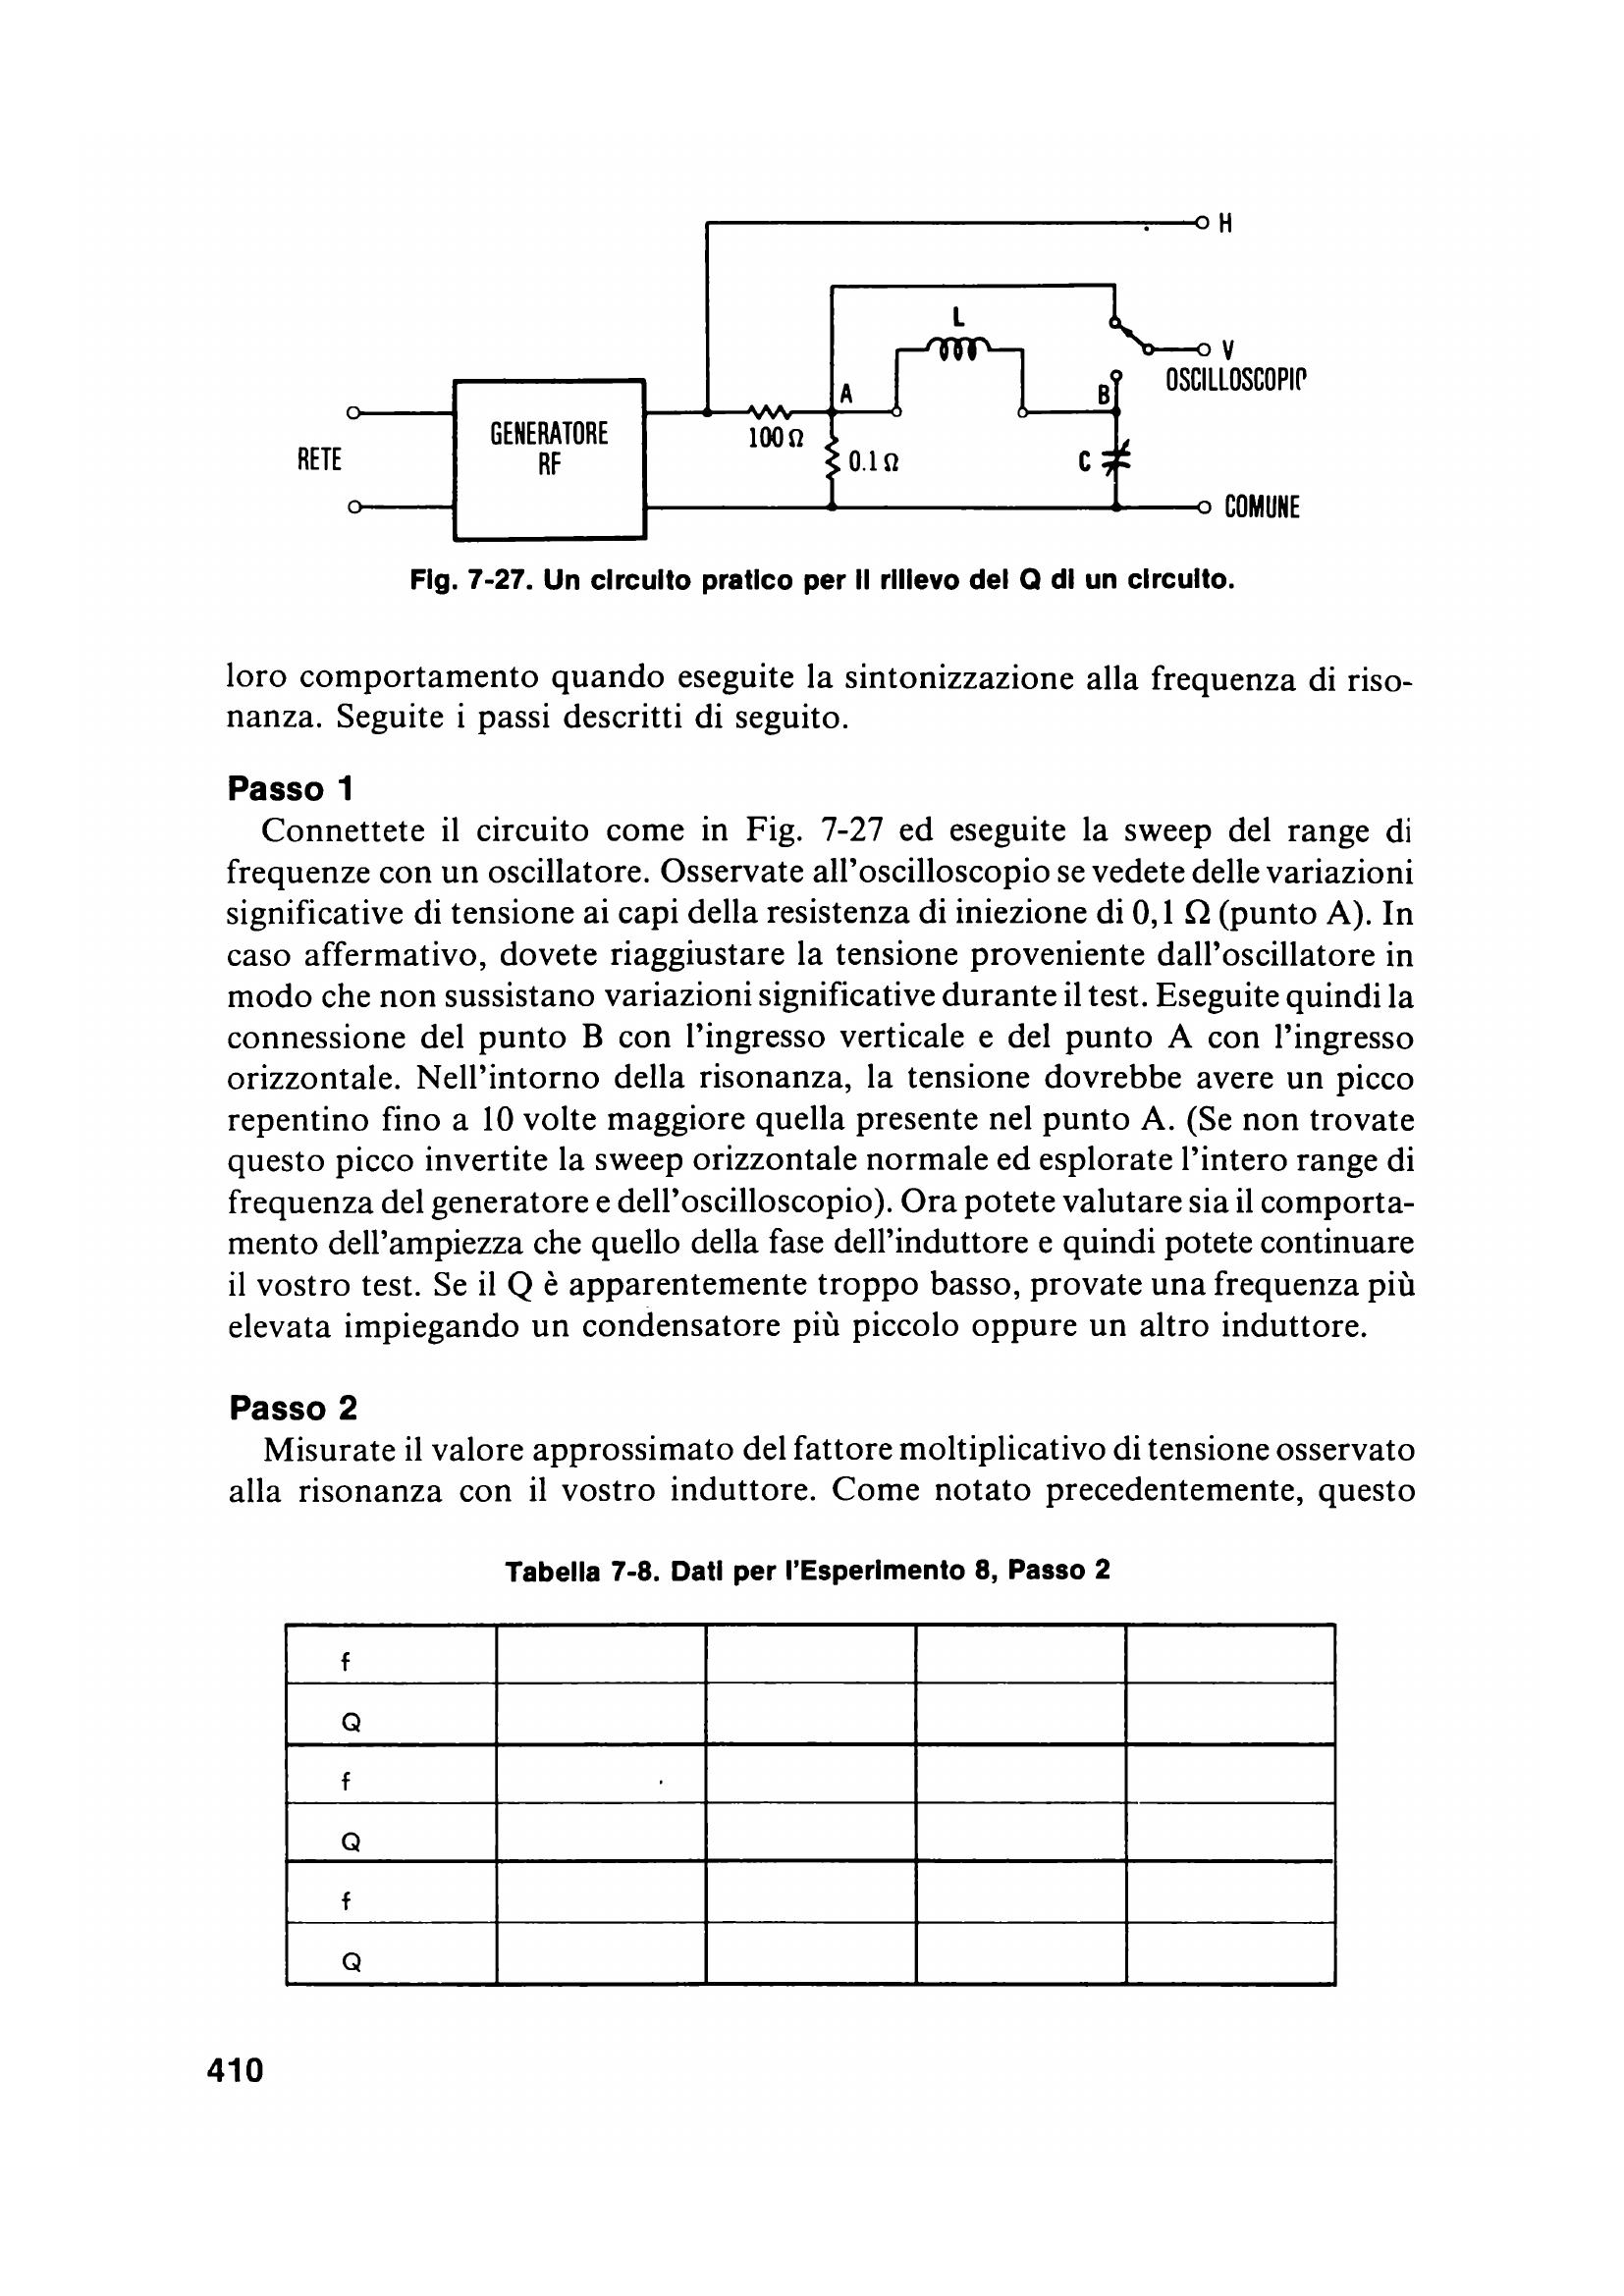 H
L
V
OSCILLOSCOPIO
A
B
GENERATORE
RF
100 Ω
RETE
0.1 Ω
C
COMUNE
Fig. 7-27. Un circuito pratico per il rilievo del Q di un circuito.
loro comportamento quando eseguite la sintonizzazione alla frequenza di riso-
nanza. Seguite i passi descritti di seguito.
Passo 1
Connettete il circuito come in Fig. 7-27 ed eseguite la sweep del range di
frequenze con un oscillatore. Osservate all'oscilloscopio se vedete delle variazioni
significative di tensione ai capi della resistenza di iniezione di 0,1 Ω (punto A). In
caso affermativo, dovete riaggiustare la tensione proveniente dall'oscillatore in
modo che non sussistano variazioni significative durante il test. Eseguite quindi la
connessione del punto B con l'ingresso verticale e del punto A con l'ingresso
orizzontale. Nell'intorno della risonanza, la tensione dovrebbe avere un picco
repentino fino a 10 volte maggiore quella presente nel punto A. (Se non trovate
questo picco invertite la sweep orizzontale normale ed esplorate l'intero range di
frequenza del generatore e dell'oscilloscopio). Ora potete valutare sia il comporta-
mento dell'ampiezza che quello della fase dell'induttore e quindi potete continuare
il vostro test. Se il Q è apparentemente troppo basso, provate una frequenza più
elevata impiegando un condensatore più piccolo oppure un altro induttore.
Passo 2
Misurate il valore approssimato del fattore moltiplicativo di tensione osservato
alla risonanza con il vostro induttore. Come notato precedentemente, questo
Tabella 7-8. Dati per l'Esperimento 8, Passo 2
f
Q
f
Q
f
Q
410